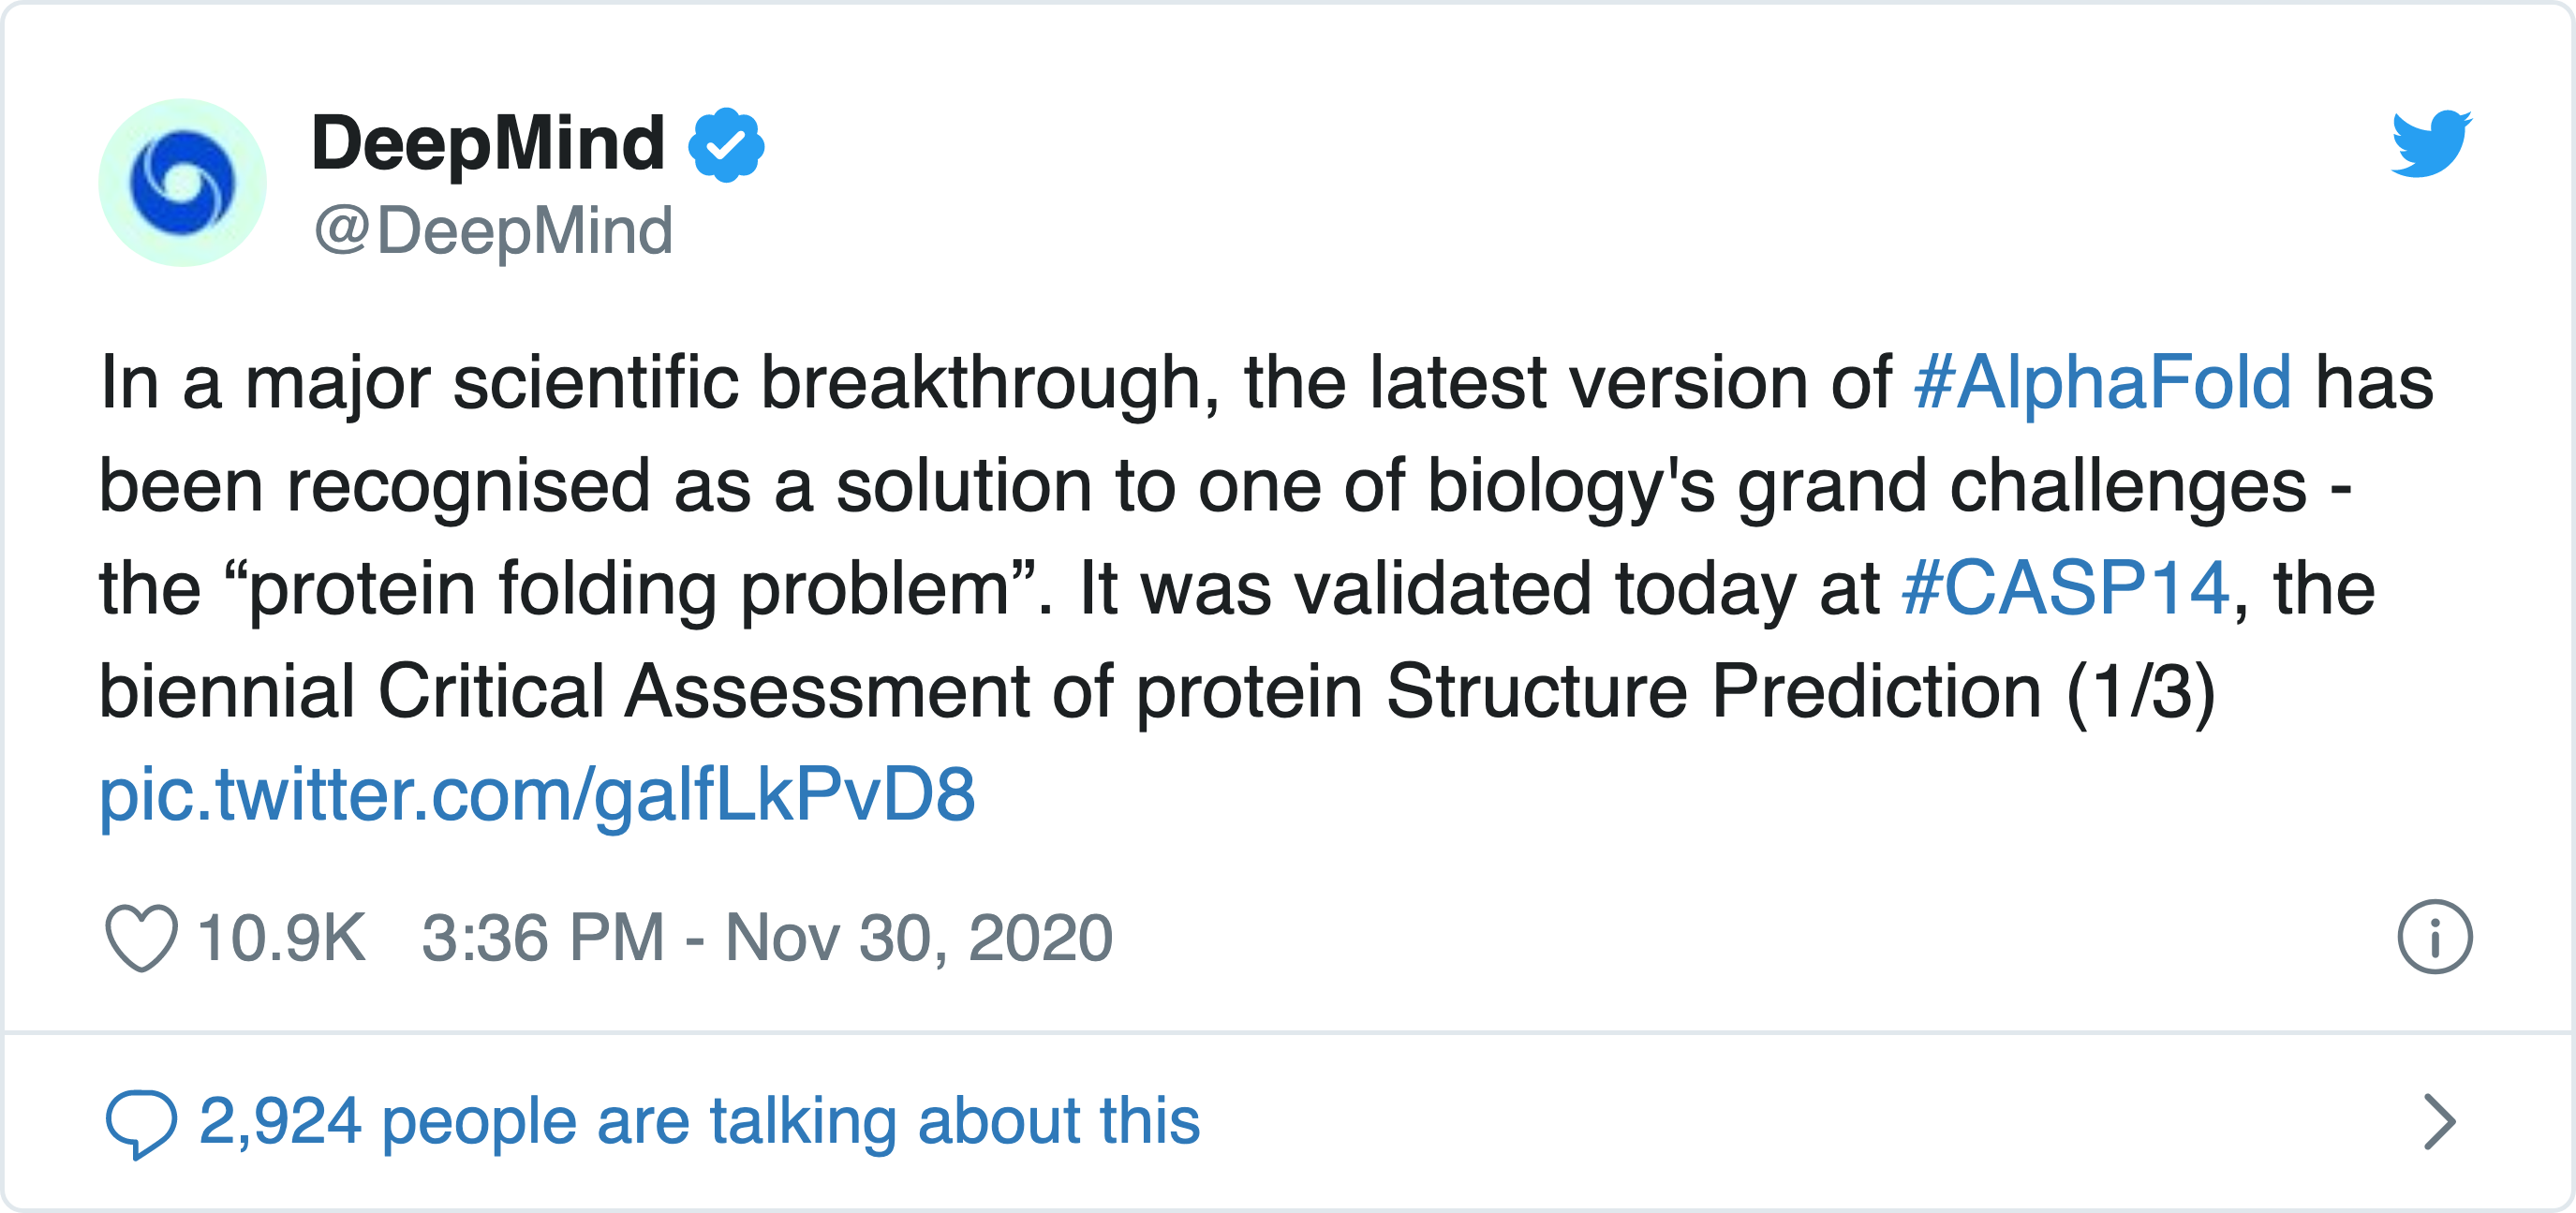 DeepMind
@DeepMind
In a major scientific breakthrough, the latest version of #AlphaFold has
been recognised as a solution to one of biology's grand challenges -
the “protein folding problem”. It was validated today at #CASP14, the
biennial Critical Assessment of protein Structure Prediction (1/3)
pic.twitter.com/galfLkPvD8
10.9K 3:36 PM - Nov 30, 2020
2,924 people are talking about this